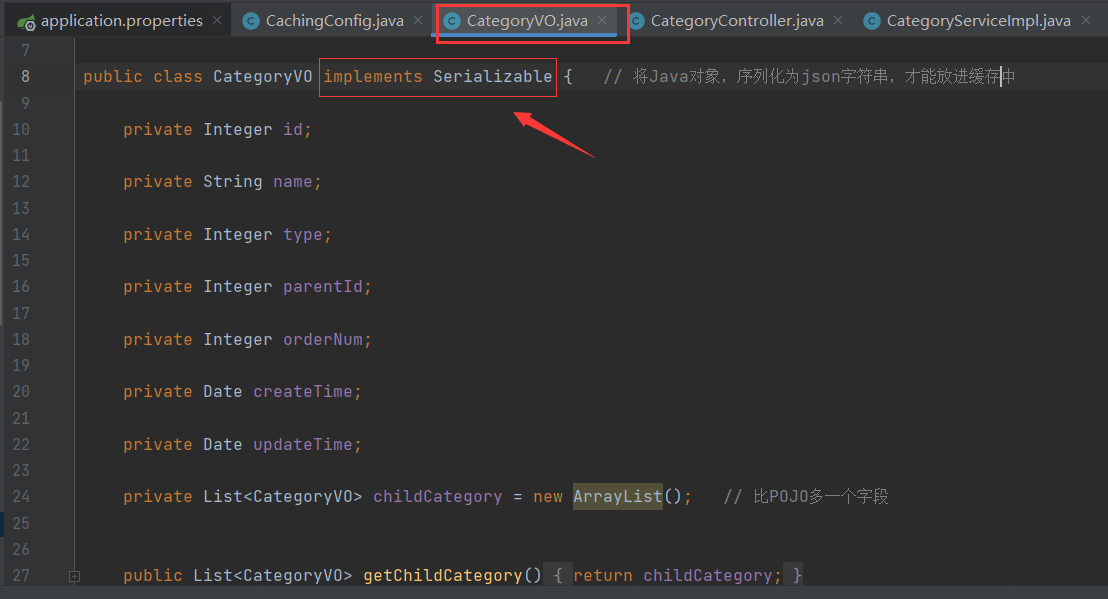 application.properties CachingConfig.java CategoryVO.java CategoryController.java CategoryServiceImpl.java
7
8 public class CategoryVO implements Serializable { // 将Java对象，序列化为json字符串，才能放进缓存中
9
10 private Integer id;
11
12 private String name;
13
14 private Integer type;
15
16 private Integer parentId;
17
18 private Integer orderNum;
19
20 private Date createTime;
21
22 private Date updateTime;
23
24 private List<CategoryVO> childCategory = new ArrayList(); // 比POJO多一个字段
25
26
27 public List<CategoryVO> getChildCategory() { return childCategory; }